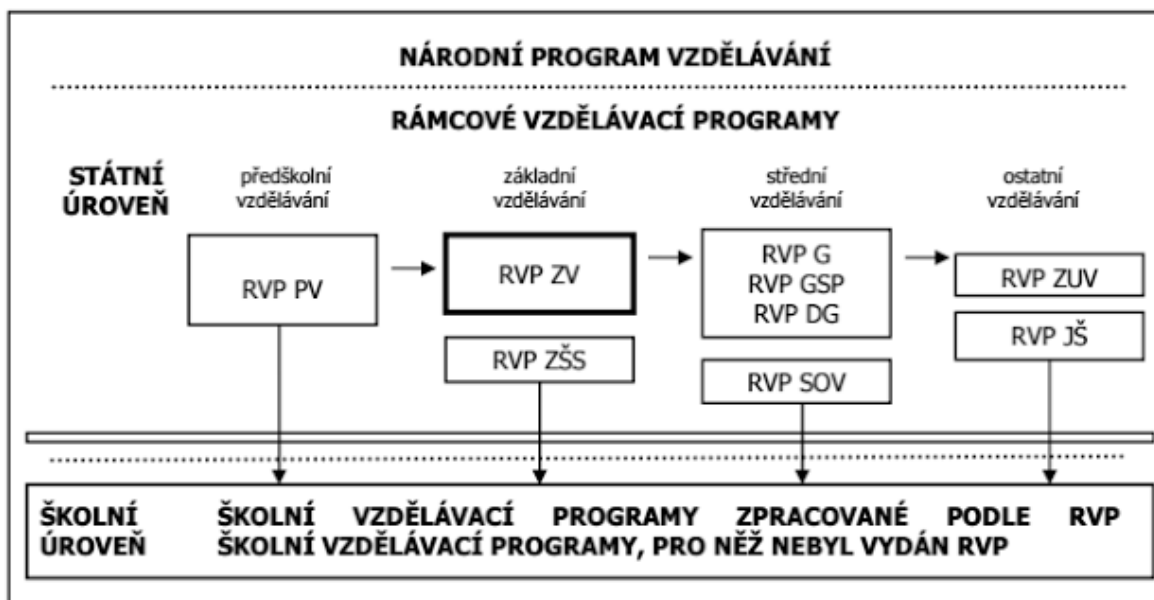 NÁRODNÍ PROGRAM VZDĚLÁVÁNÍ
RÁMCOVÉ VZDĚLÁVACÍ PROGRAMY
STÁTNÍ
ÚROVEŇ
předškolní
vzdělávání
základní
vzdělávání
střední
vzdělávání
ostatní
vzdělávání
RVP PV
RVP ZV
RVP G
RVP GSP
RVP DG
RVP ZUV
RVP ZŠS
RVP SOV
RVP JŠ
ŠKOLNÍ ŠKOLNÍ VZDĚLÁVACÍ PROGRAMY ZPRACOVANÉ PODLE RVP
ÚROVEŇ ŠKOLNÍ VZDĚLÁVACÍ PROGRAMY, PRO NĚŽ NEBYL VYDÁN RVP